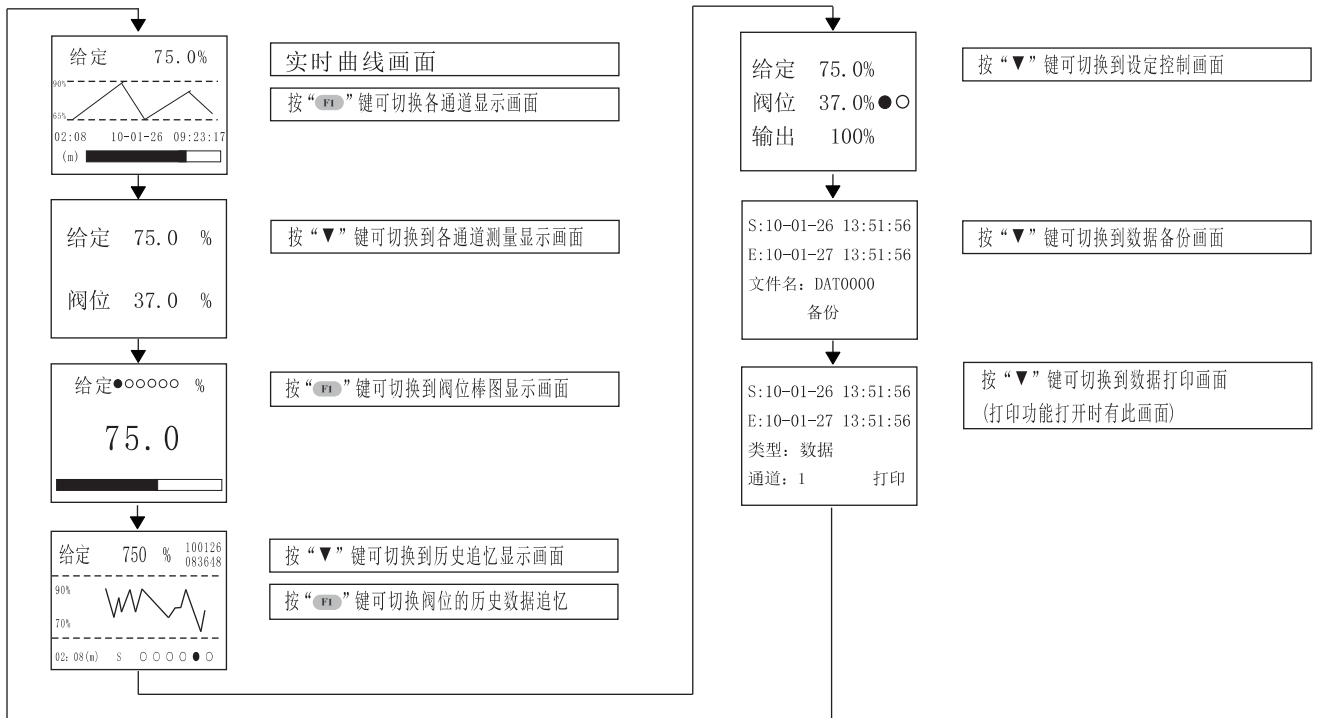 给定 75.0%
90%
65%
02:08 10-01-26 09:23:17
(m)
实时曲线画面
按“F1”键可切换各通道显示画面
给定 75.0 %
阀位 37.0 %
按“▼”键可切换到各通道测量显示画面
给定●○○○○○ %
75.0
按“F1”键可切换到阀位棒图显示画面
给定 750 % 100126
083648
90%
70%
02: 08(m) S ○○○○●○
按“▼”键可切换到历史追忆显示画面
按“F1”键可切换阀位的历史数据追忆
给定 75.0%
阀位 37.0%●○
输出 100%
按“▼”键可切换到设定控制画面
S:10-01-26 13:51:56
E:10-01-27 13:51:56
文件名: DAT0000
备份
按“▼”键可切换到数据备份画面
S:10-01-26 13:51:56
E:10-01-27 13:51:56
类型: 数据
通道: 1 打印
按“▼”键可切换到数据打印画面
(打印功能打开时有此画面)